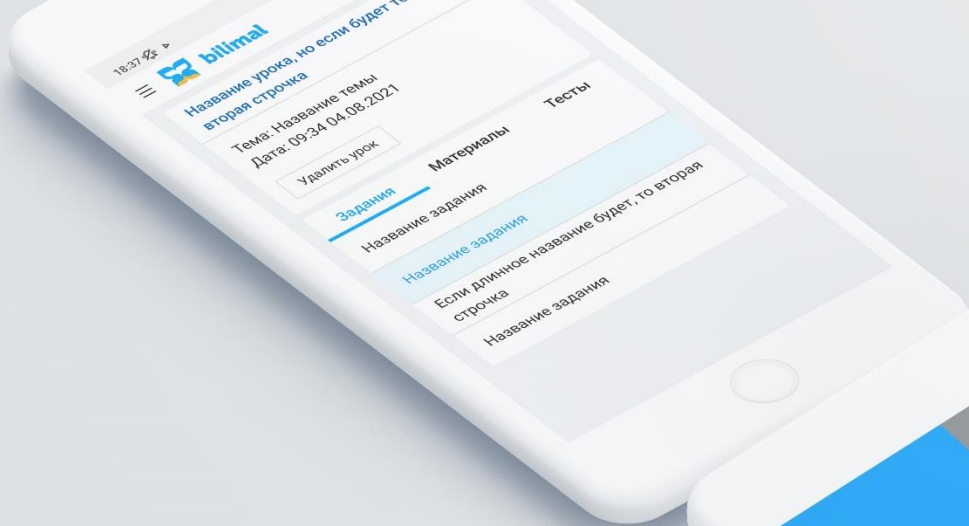 18:37
bilimal
Название урока, но если будет
вторая строчка
Тема: Название темы
Дата: 09:34 04.08.2021
Удалить урок
Задания Материалы Тесты
Название задания
Название задания
Если длинное название будет, то вторая
строчка
Название задания